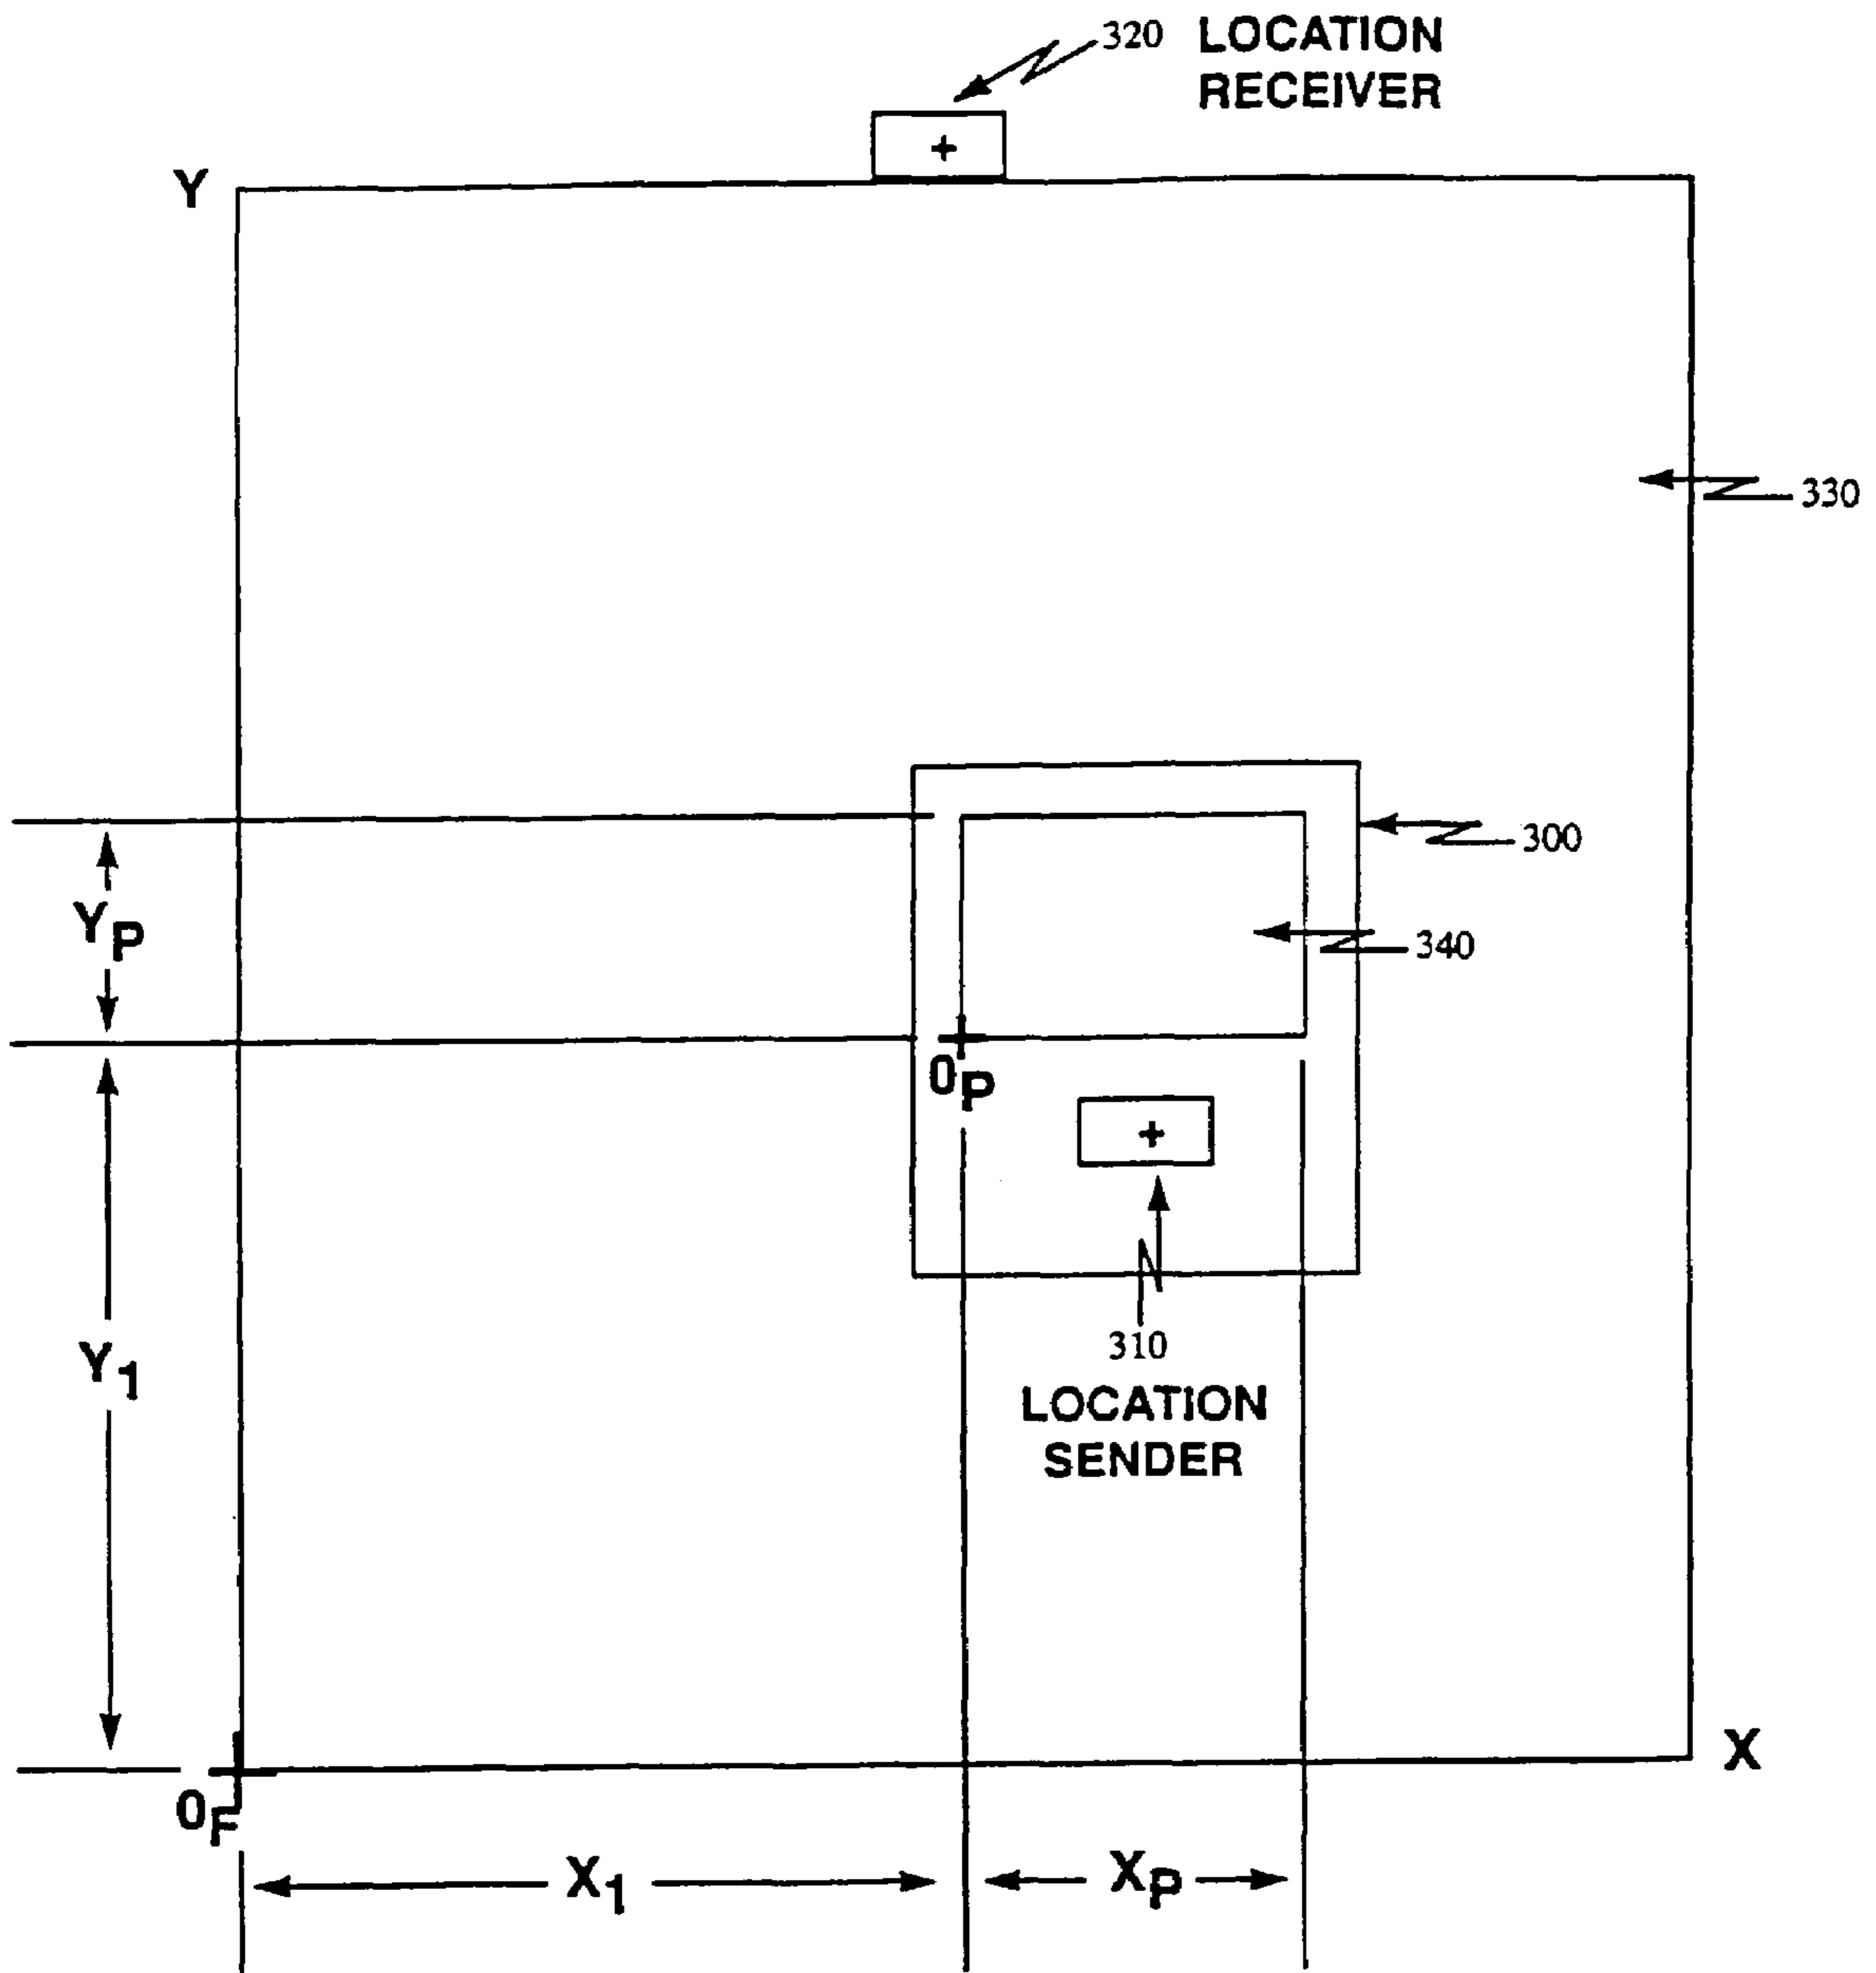 320 LOCATION
RECEIVER
+
Y
330
300
Yₚ
340
0ₚ
+
310
Y₁
LOCATION
SENDER
X
0F
X₁
Xₚ